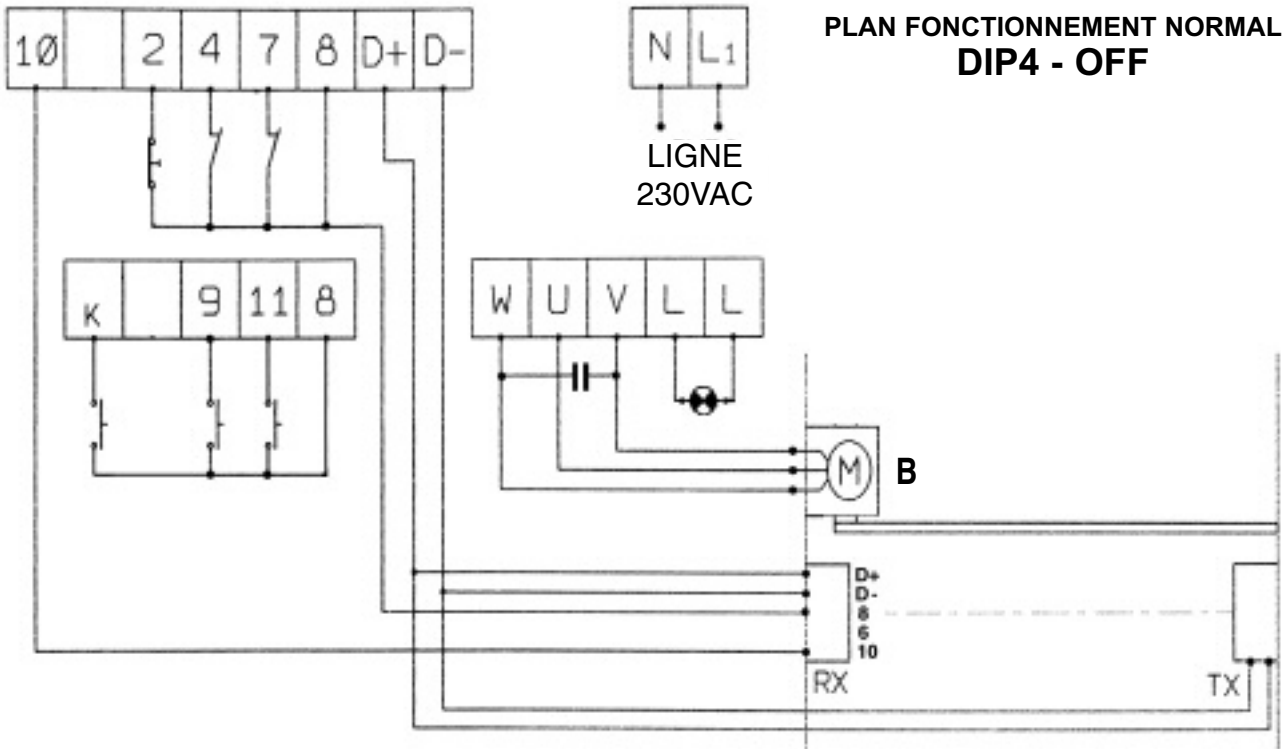 10 2 4 7 8 D+ D-
N L1
PLAN FONCTIONNEMENT NORMAL
DIP4 - OFF
LIGNE
230VAC
K 9 11 8
W U V L L
M
B
D+
D-
8
6
10
RX
TX